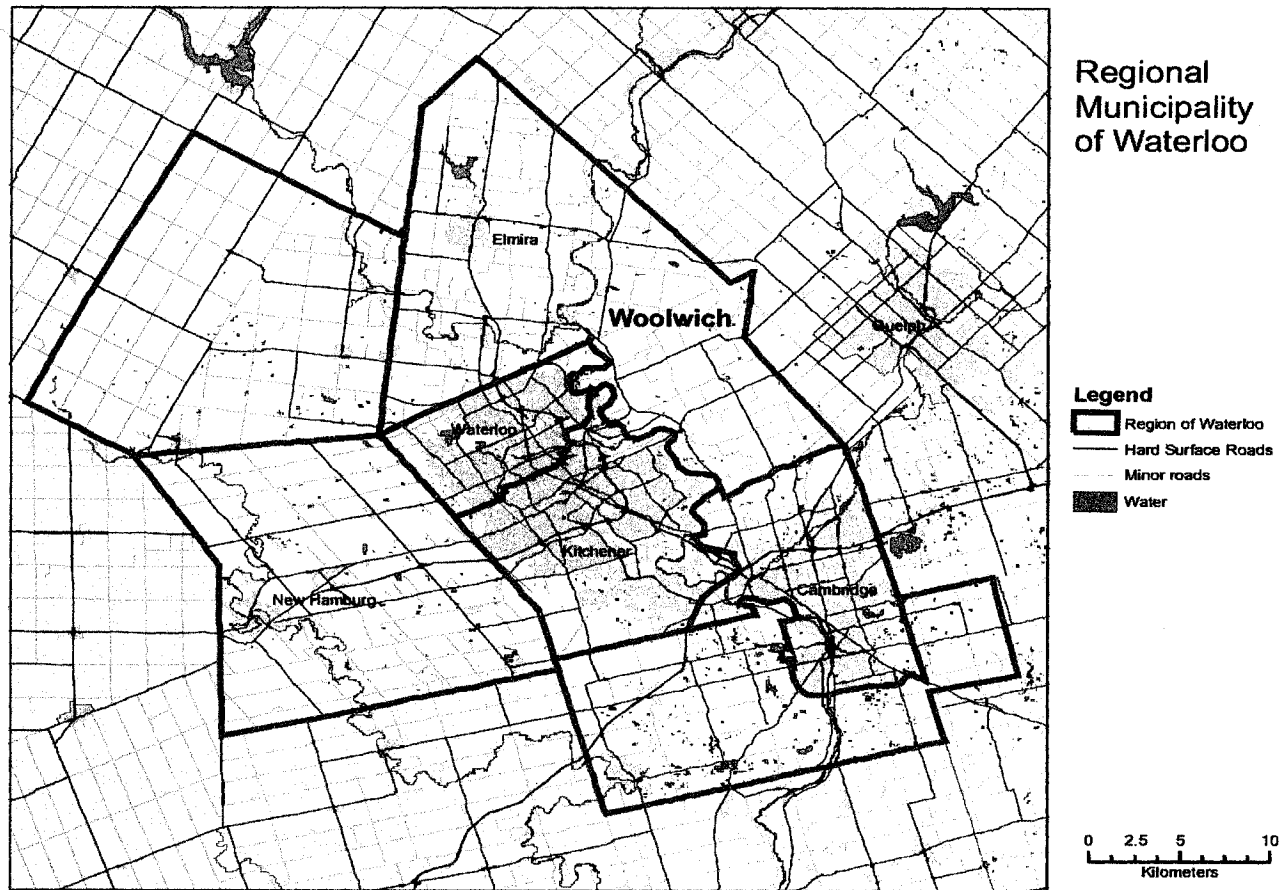 Regional
Municipality
of Waterloo
Elmira
Woolwich
Guelph
Waterloo
Kitchener
New Hamburg
Cambridge
Legend
Region of Waterloo
Hard Surface Roads
Minor roads
Water
0 2.5 5 10
Kilometers